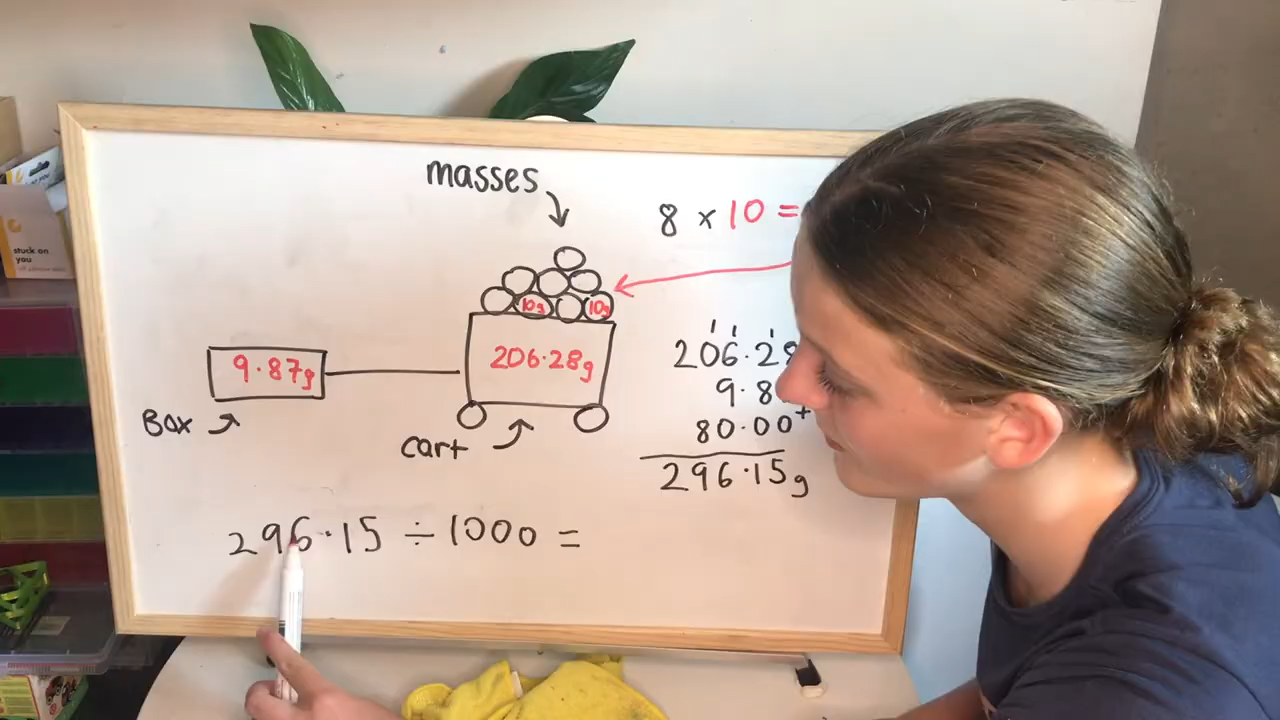 masses
8 × 10 =
10g 10g
9.87g
206.28g
Box
cart
206.28
9.8
80.00+
296.15g
296.15 ÷ 1000 =
stuck on
you